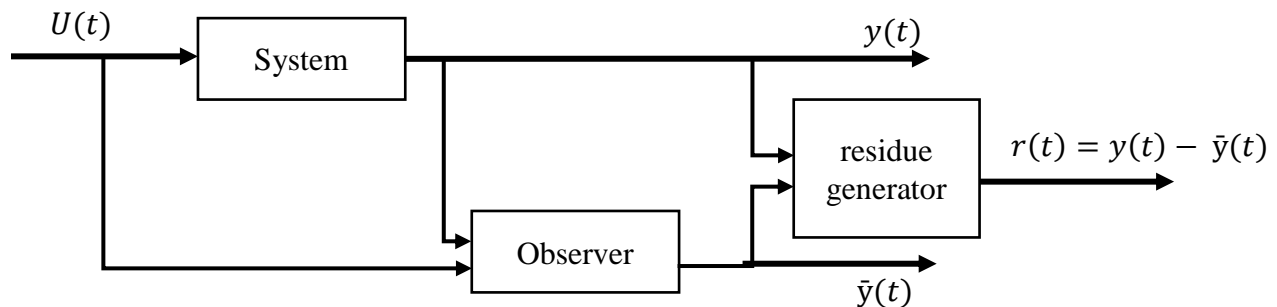 U(t)
System
y(t)
residue
generator
r(t) = y(t) − ȳ(t)
Observer
ȳ(t)